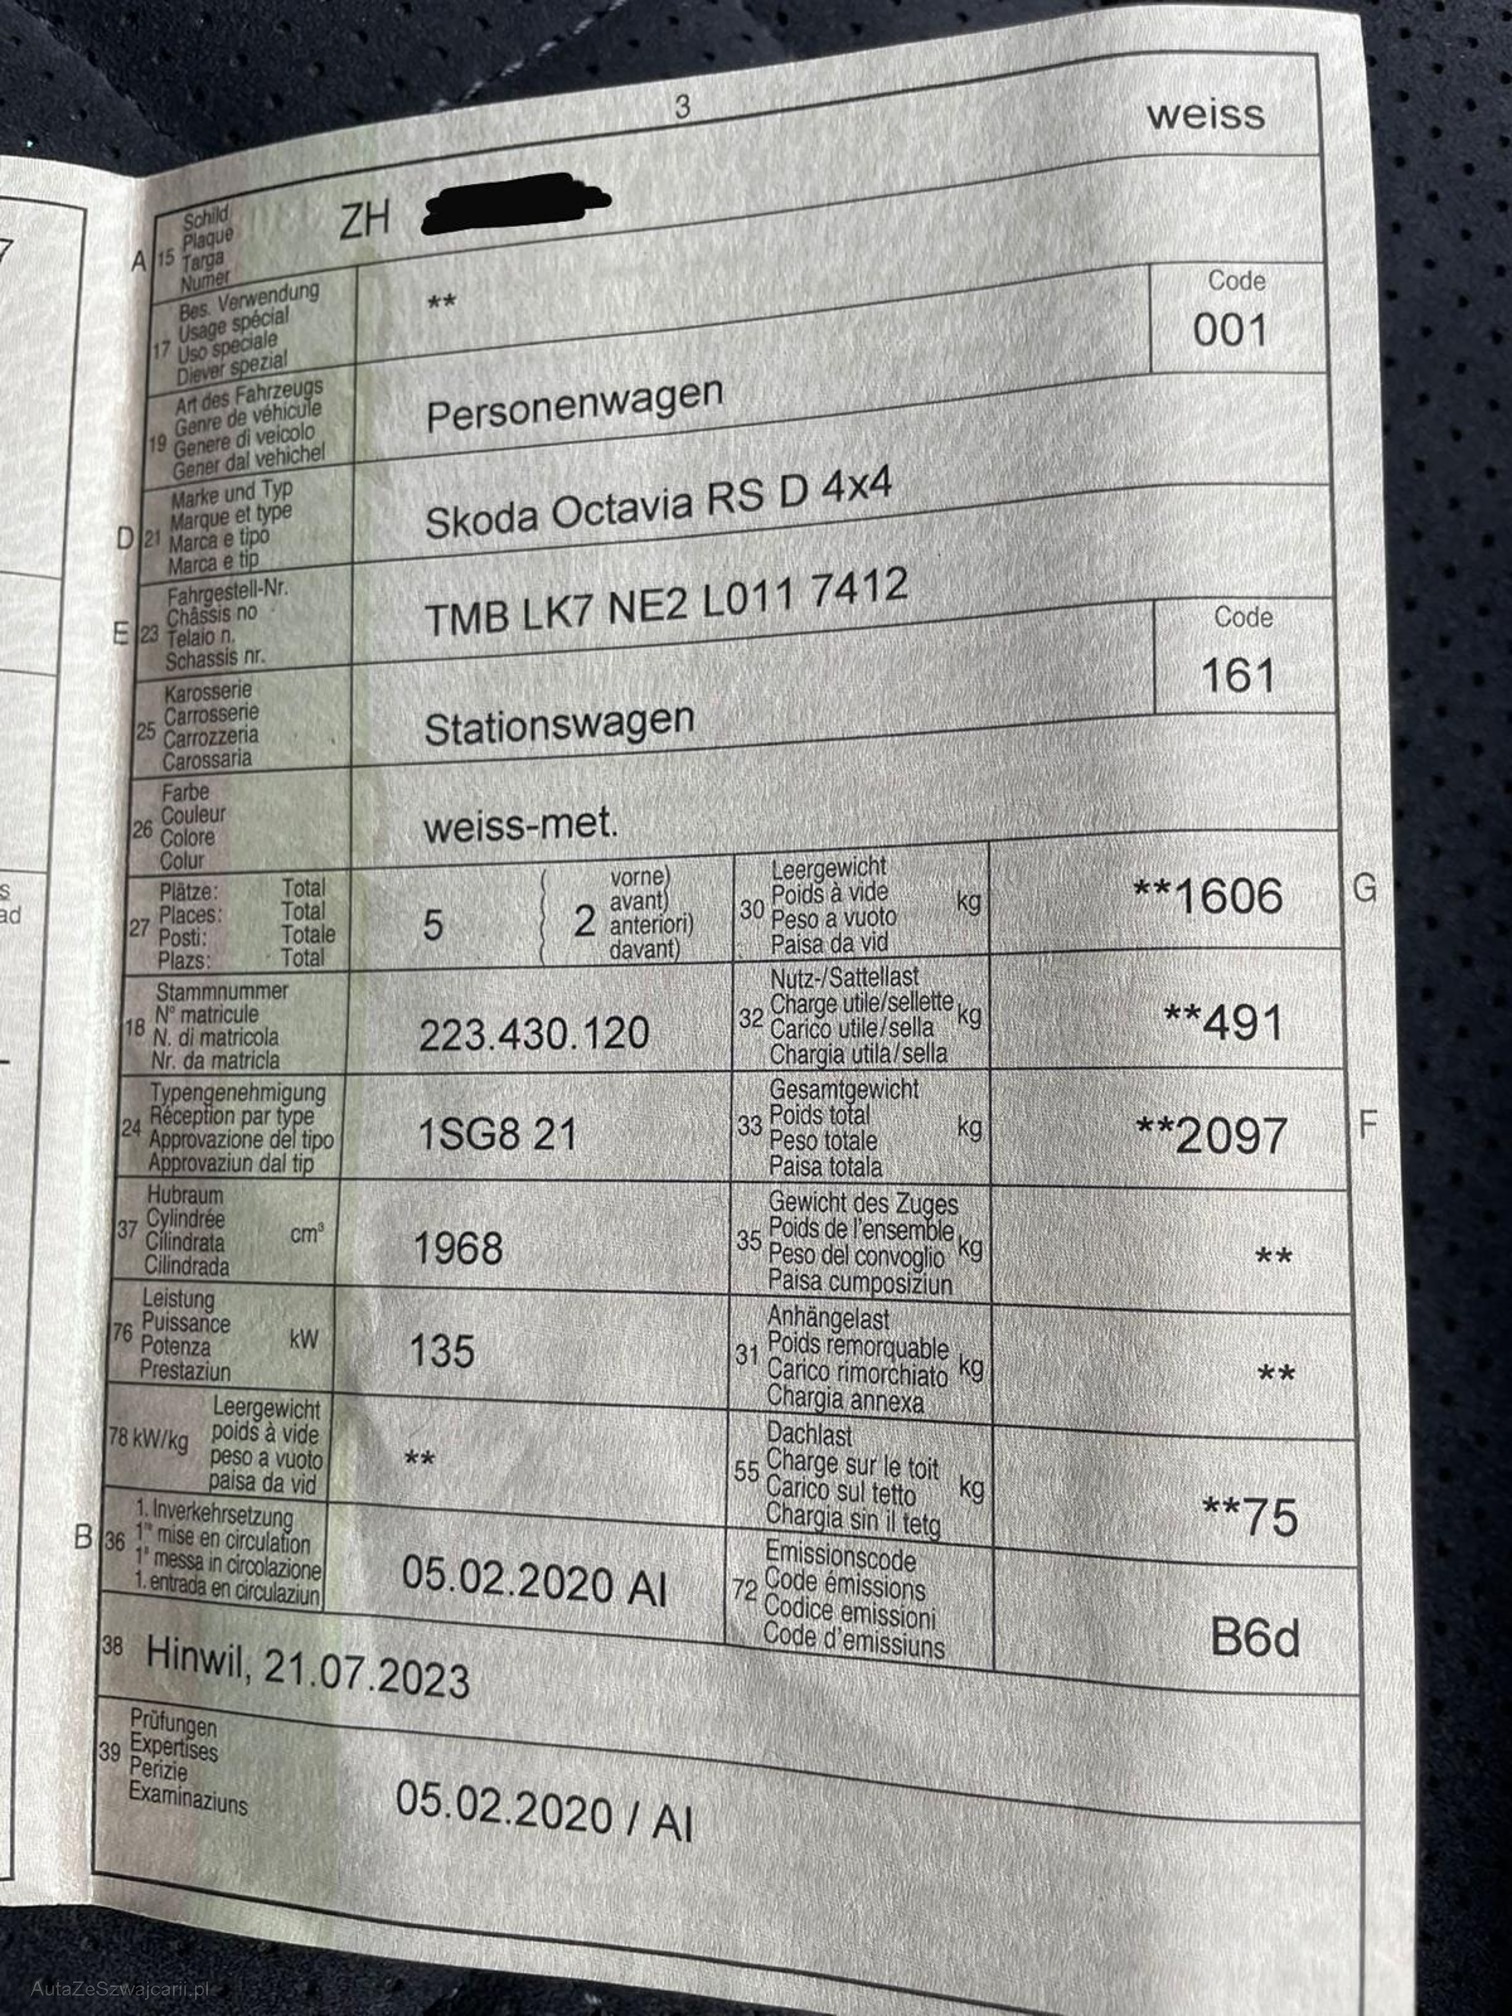 3
weiss
A 15 Schild
Plaque
Targa
Numer
ZH
17 Bes. Verwendung
Usage spécial
Uso speciale
Diever spezial
**
19 Art des Fahrzeugs
Genre de véhicule
Genere di veicolo
Gener dal vehichel
Personenwagen
Code
001
D 21 Marke und Typ
Marque et type
Marca e tipo
Marca e tip
Skoda Octavia RS D 4x4
E 23 Fahrgestell-Nr.
Châssis no
Telaio n.
Schassis nr.
TMB LK7 NE2 L011 7412
25 Karosserie
Carrosserie
Carrozzeria
Carossaria
Stationswagen
Code
161
26 Farbe
Couleur
Colore
Colur
weiss-met.
27 Plätze: Total
Places: Total
Posti: Totale
Plazs: Total
5 2
vorne)
avant)
anteriori)
davant)
30 Leergewicht
Poids à vide
Peso a vuoto
Paisa da vid
kg
**1606
G
18 Stammnummer
N° matricule
N. di matricola
Nr. da matricla
223.430.120
32 Nutz-/Sattellast
Charge utile/sellette
Carico utile/sella
Chargia utila/sella
kg
**491
24 Typengenehmigung
Réception par type
Approvazione del tipo
Approvaziun dal tip
1SG8 21
33 Gesamtgewicht
Poids total
Peso totale
Paisa totala
kg
**2097
F
37 Hubraum
Cylindrée
Cilindrata
Cilindrada
cm³
1968
35 Gewicht des Zuges
Poids de l'ensemble
Peso del convoglio
Paisa cumposiziun
kg
**
76 Leistung
Puissance
Potenza
Prestaziun
kW
135
31 Anhängelast
Poids remorquable
Carico rimorchiato
Chargia annexa
kg
**
78 kW/kg
Leergewicht
poids à vide
peso a vuoto
paisa da vid
**
55 Dachlast
Charge sur le toit
Carico sul tetto
Chargia sin il tetg
kg
**75
B 36 1. Inverkehrsetzung
1re mise en circulation
1a messa in circolazione
1. entrada en circulaziun
05.02.2020 AI
72 Emissionscode
Code émissions
Codice emissioni
Code d'emissiuns
B6d
38 Hinwil, 21.07.2023
39 Prüfungen
Expertises
Perizie
Examinaziuns
05.02.2020 / AI
AutaZeSzwajcarii.pl